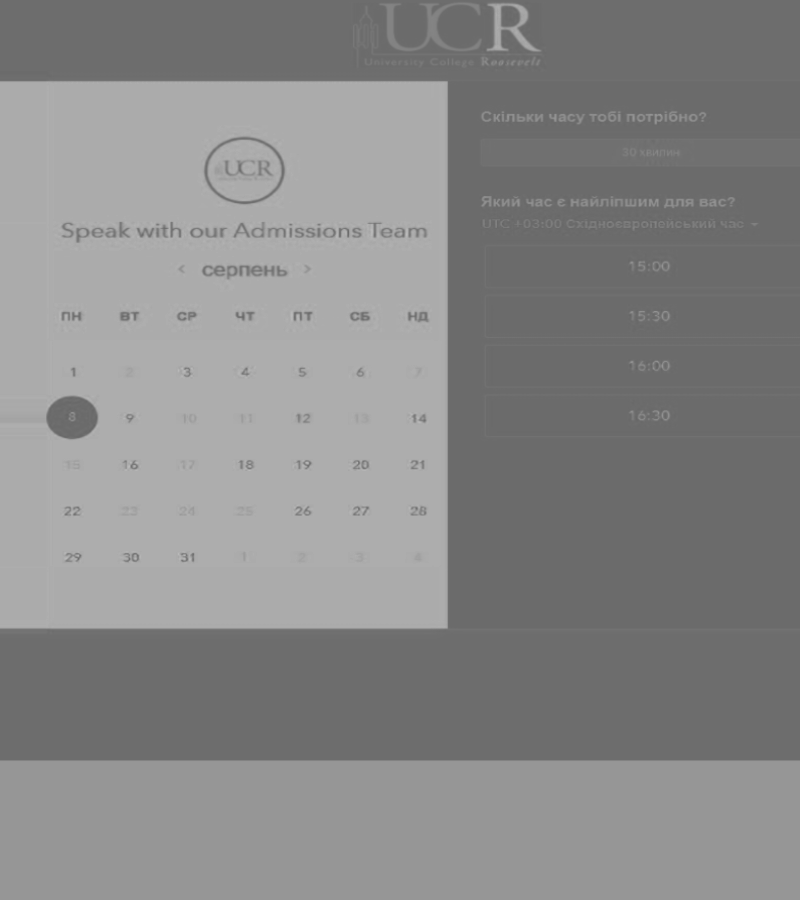 UCR
University College Roosevelt
UCR
Speak with our Admissions Team
< серпень >
ПН ВТ СР ЧТ ПТ СБ НД
1 2 3 4 5 6 7
8 9 10 11 12 13 14
15 16 17 18 19 20 21
22 23 24 25 26 27 28
29 30 31 1 2 3 4
Скільки часу тобі потрібно?
30 хвилин
Який час є найліпшим для вас?
UTC +03:00 Східноєвропейський час
15:00
15:30
16:00
16:30